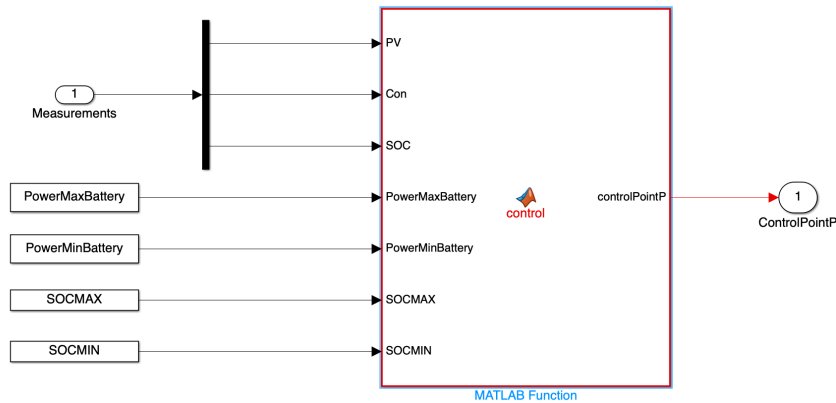 1
Measurements
PV
Con
SOC
PowerMaxBattery
PowerMaxBattery
control
controlPointP
1
ControlPointP
PowerMinBattery
PowerMinBattery
SOCMAX
SOCMAX
SOCMIN
SOCMIN
MATLAB Function